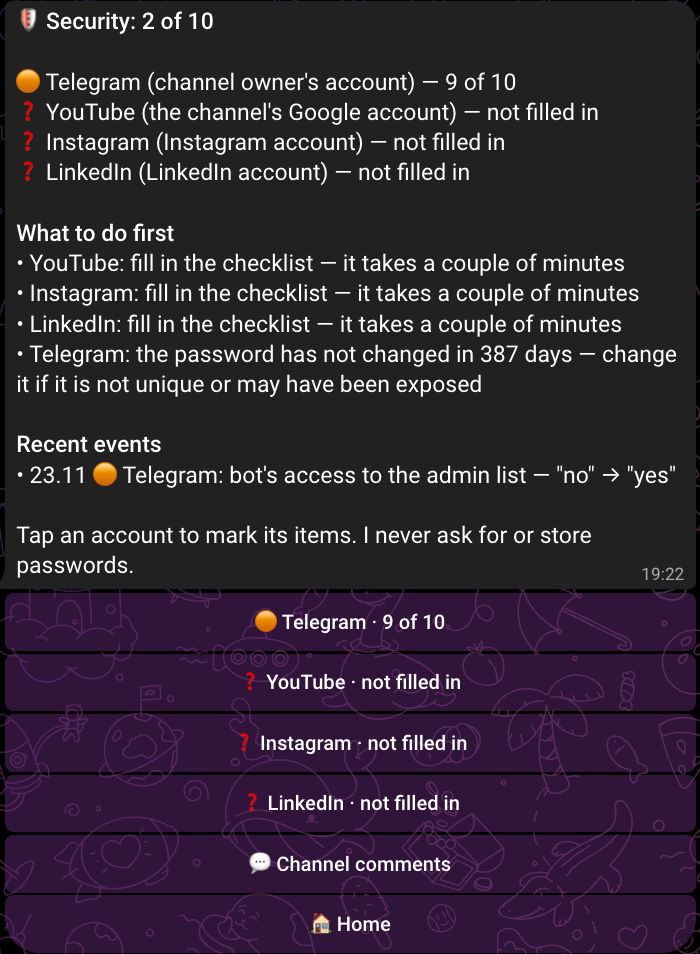 🛡 Security: 2 of 10
🟠 Telegram (channel owner's account) — 9 of 10
❓ YouTube (the channel's Google account) — not filled in
❓ Instagram (Instagram account) — not filled in
❓ LinkedIn (LinkedIn account) — not filled in
What to do first
• YouTube: fill in the checklist — it takes a couple of minutes
• Instagram: fill in the checklist — it takes a couple of minutes
• LinkedIn: fill in the checklist — it takes a couple of minutes
• Telegram: the password has not changed in 387 days — change
it if it is not unique or may have been exposed
Recent events
• 23.11 🟠 Telegram: bot's access to the admin list — "no" → "yes"
Tap an account to mark its items. I never ask for or store
passwords.
19:22
🟠 Telegram · 9 of 10
❓ YouTube · not filled in
❓ Instagram · not filled in
❓ LinkedIn · not filled in
💬 Channel comments
🏠 Home